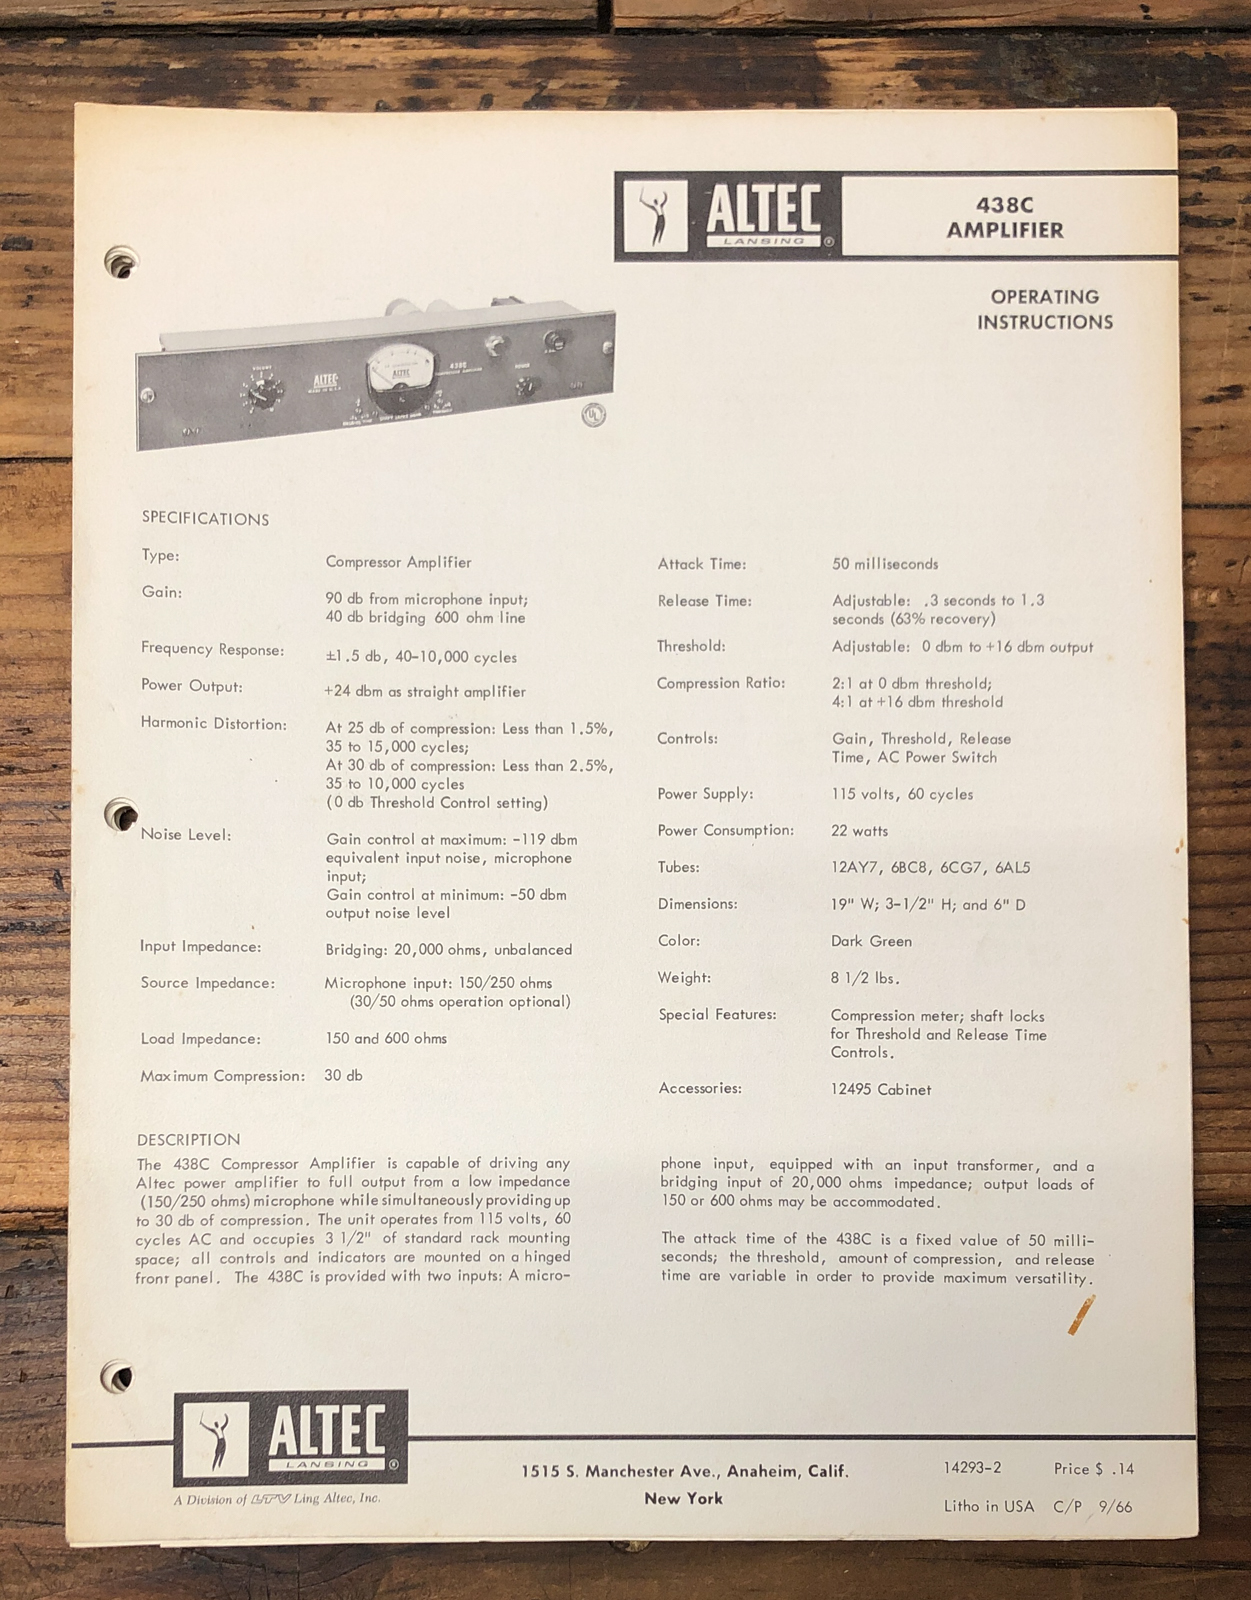 ALTEC
LANSING
®
438C
AMPLIFIER
OPERATING
INSTRUCTIONS
VOLUME
ALTEC
ALTEC
438C
UL
SPECIFICATIONS
Type: Compressor Amplifier
Gain: 90 db from microphone input;
40 db bridging 600 ohm line
Frequency Response: ±1.5 db, 40-10,000 cycles
Power Output: +24 dbm as straight amplifier
Harmonic Distortion: At 25 db of compression: Less than 1.5%,
35 to 15,000 cycles;
At 30 db of compression: Less than 2.5%,
35 to 10,000 cycles
(0 db Threshold Control setting)
Noise Level: Gain control at maximum: -119 dbm
equivalent input noise, microphone
input;
Gain control at minimum: -50 dbm
output noise level
Input Impedance: Bridging: 20,000 ohms, unbalanced
Source Impedance: Microphone input: 150/250 ohms
(30/50 ohms operation optional)
Load Impedance: 150 and 600 ohms
Maximum Compression: 30 db
Attack Time: 50 milliseconds
Release Time: Adjustable: .3 seconds to 1.3
seconds (63% recovery)
Threshold: Adjustable: 0 dbm to +16 dbm output
Compression Ratio: 2:1 at 0 dbm threshold;
4:1 at +16 dbm threshold
Controls: Gain, Threshold, Release
Time, AC Power Switch
Power Supply: 115 volts, 60 cycles
Power Consumption: 22 watts
Tubes: 12AY7, 6BC8, 6CG7, 6AL5
Dimensions: 19" W; 3-1/2" H; and 6" D
Color: Dark Green
Weight: 8 1/2 lbs.
Special Features: Compression meter; shaft locks
for Threshold and Release Time
Controls.
Accessories: 12495 Cabinet
DESCRIPTION
The 438C Compressor Amplifier is capable of driving any
Altec power amplifier to full output from a low impedance
(150/250 ohms) microphone while simultaneously providing up
to 30 db of compression. The unit operates from 115 volts, 60
cycles AC and occupies 3 1/2" of standard rack mounting
space; all controls and indicators are mounted on a hinged
front panel. The 438C is provided with two inputs: A micro-
phone input, equipped with an input transformer, and a
bridging input of 20,000 ohms impedance; output loads of
150 or 600 ohms may be accommodated.
The attack time of the 438C is a fixed value of 50 milli-
seconds; the threshold, amount of compression, and release
time are variable in order to provide maximum versatility.
ALTEC
LANSING
®
A Division of LTV Ling Altec, Inc.
1515 S. Manchester Ave., Anaheim, Calif.
New York
14293-2 Price $ .14
Litho in USA C/P 9/66